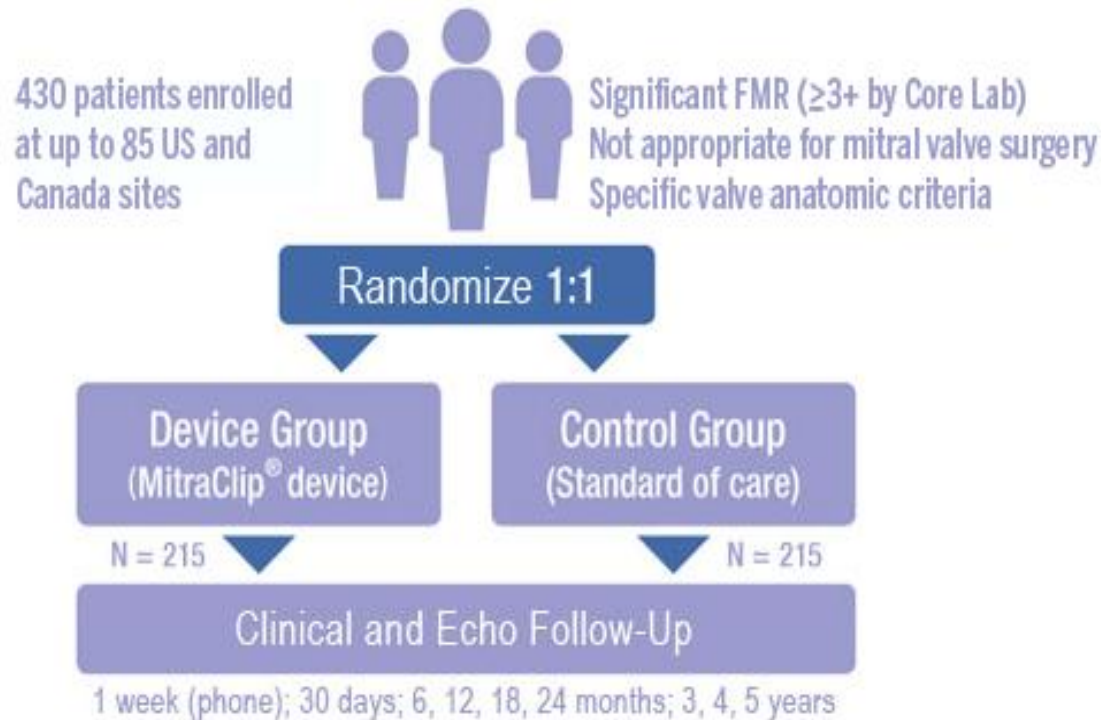 430 patients enrolled
at up to 85 US and
Canada sites
Significant FMR (≥3+ by Core Lab)
Not appropriate for mitral valve surgery
Specific valve anatomic criteria
Randomize 1:1
Device Group
(MitraClip® device)
Control Group
(Standard of care)
N = 215
N = 215
Clinical and Echo Follow-Up
1 week (phone); 30 days; 6, 12, 18, 24 months; 3, 4, 5 years